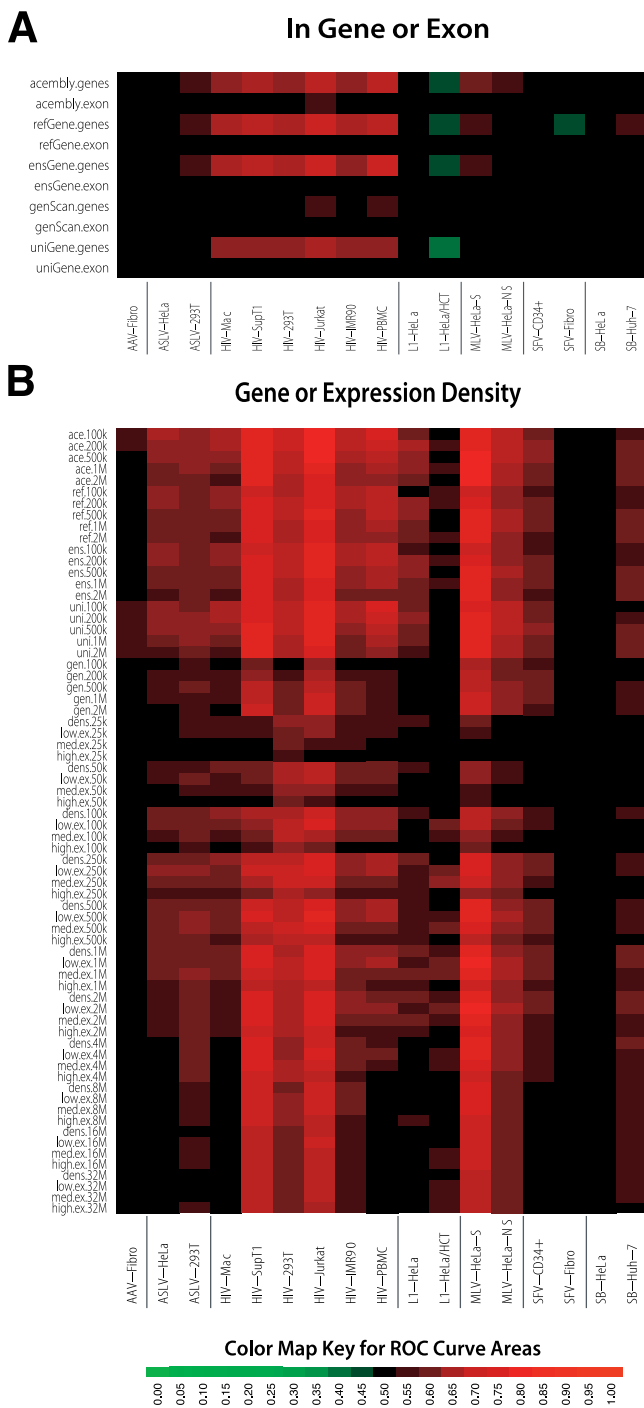 A
In Gene or Exon
acembly.genes
acembly.exon
refGene.genes
refGene.exon
ensGene.genes
ensGene.exon
genScan.genes
genScan.exon
uniGene.genes
uniGene.exon
AAV–Fibro
ASLV–HeLa
ASLV–293T
HIV–Mac
HIV–SupT1
HIV–293T
HIV–Jurkat
HIV–IMR90
HIV–PBMC
L1–HeLa
L1–HeLa/HCT
MLV–HeLa–S
MLV–HeLa–NS
SFV–CD34+
SFV–Fibro
SB–HeLa
SB–Huh–7
B
Gene or Expression Density
ace.100k
ace.200k
ace.500k
ace.1M
ace.2M
ref.100k
ref.200k
ref.500k
ref.1M
ref.2M
ens.100k
ens.200k
ens.500k
ens.1M
ens.2M
uni.100k
uni.200k
uni.500k
uni.1M
uni.2M
gen.100k
gen.200k
gen.500k
gen.1M
gen.2M
dens.25k
low.ex.25k
med.ex.25k
high.ex.25k
dens.50k
low.ex.50k
med.ex.50k
high.ex.50k
dens.100k
low.ex.100k
med.ex.100k
high.ex.100k
dens.250k
low.ex.250k
med.ex.250k
high.ex.250k
dens.500k
low.ex.500k
med.ex.500k
high.ex.500k
dens.1M
low.ex.1M
med.ex.1M
high.ex.1M
dens.2M
low.ex.2M
med.ex.2M
high.ex.2M
dens.4M
low.ex.4M
med.ex.4M
high.ex.4M
dens.8M
low.ex.8M
med.ex.8M
high.ex.8M
dens.16M
low.ex.16M
med.ex.16M
high.ex.16M
dens.32M
low.ex.32M
med.ex.32M
high.ex.32M
AAV–Fibro
ASLV–HeLa
ASLV–293T
HIV–Mac
HIV–SupT1
HIV–293T
HIV–Jurkat
HIV–IMR90
HIV–PBMC
L1–HeLa
L1–HeLa/HCT
MLV–HeLa–S
MLV–HeLa–NS
SFV–CD34+
SFV–Fibro
SB–HeLa
SB–Huh–7
Color Map Key for ROC Curve Areas
0.00 0.05 0.10 0.15 0.20 0.25 0.30 0.35 0.40 0.45 0.50 0.55 0.60 0.65 0.70 0.75 0.80 0.85 0.90 0.95 1.00